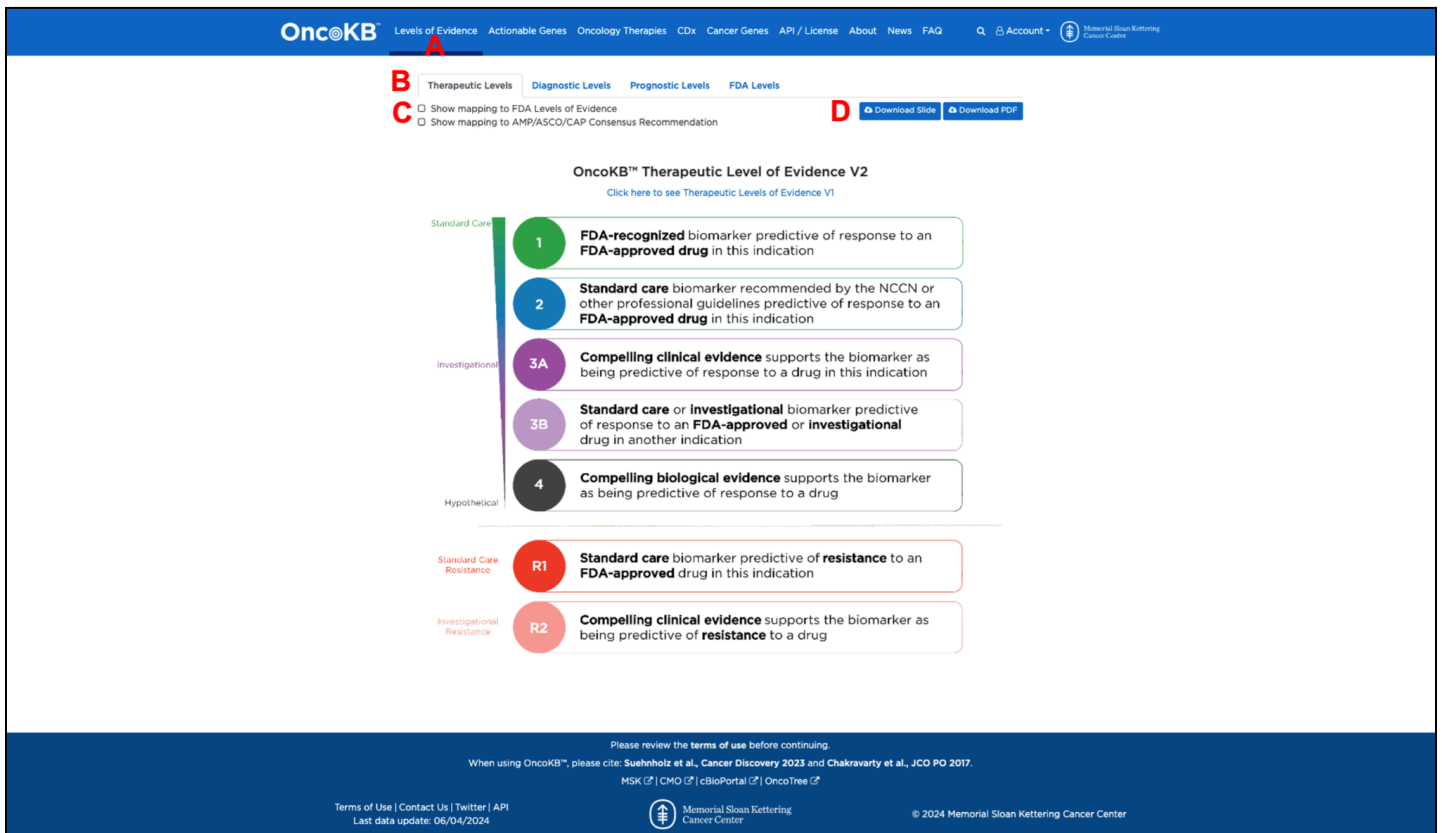 OncoKB™ Levels of Evidence Actionable Genes Oncology Therapies CDx Cancer Genes API / License About News FAQ Account Memorial Sloan Kettering
Cancer Center
A
B Therapeutic Levels Diagnostic Levels Prognostic Levels FDA Levels
C Show mapping to FDA Levels of Evidence
Show mapping to AMP/ASCO/CAP Consensus Recommendation
D Download Slide Download PDF
OncoKB™ Therapeutic Level of Evidence V2
Click here to see Therapeutic Levels of Evidence V1
Standard Care
1 FDA-recognized biomarker predictive of response to an
FDA-approved drug in this indication
2 Standard care biomarker recommended by the NCCN or
other professional guidelines predictive of response to an
FDA-approved drug in this indication
Investigational
3A Compelling clinical evidence supports the biomarker as
being predictive of response to a drug in this indication
3B Standard care or investigational biomarker predictive
of response to an FDA-approved or investigational
drug in another indication
4 Compelling biological evidence supports the biomarker
as being predictive of response to a drug
Hypothetical
Standard Care
Resistance
R1 Standard care biomarker predictive of resistance to an
FDA-approved drug in this indication
Investigational
Resistance
R2 Compelling clinical evidence supports the biomarker as
being predictive of resistance to a drug
Please review the terms of use before continuing.
When using OncoKB™, please cite: Suehnholz et al., Cancer Discovery 2023 and Chakravarty et al., JCO PO 2017.
MSK | CMO | cBioPortal | OncoTree
Terms of Use | Contact Us | Twitter | API
Last data update: 06/04/2024
Memorial Sloan Kettering
Cancer Center
© 2024 Memorial Sloan Kettering Cancer Center